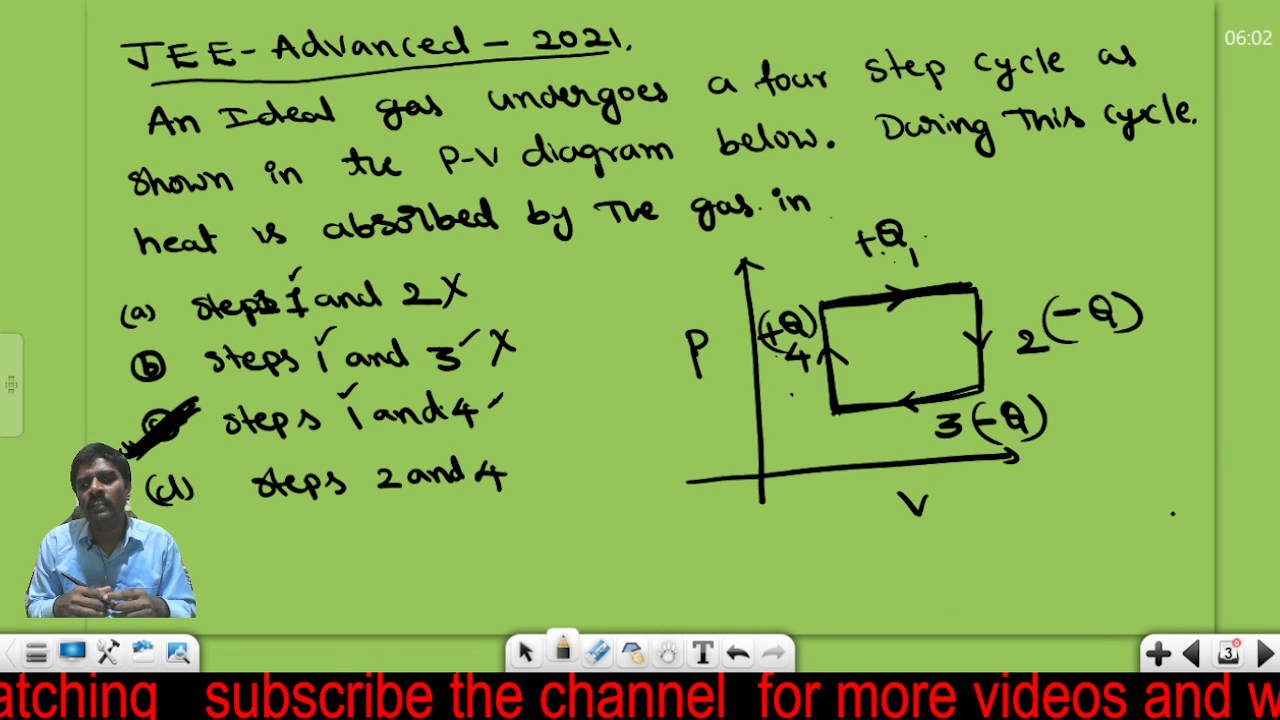 JEE-Advanced - 2021.
06:02
An Ideal gas undergoes a four step cycle as
shown in the P-V diagram below. During This cycle.
heat is absorbed by The gas in
+Q1
(a) steps 1 and 2 X
(+Q)
P
4
2 (-Q)
(b) steps 1 and 3 X
(c) steps 1 and 4
3 (-Q)
(d) steps 2 and 4
V
T
3
atching subscribe the channel for more videos and w